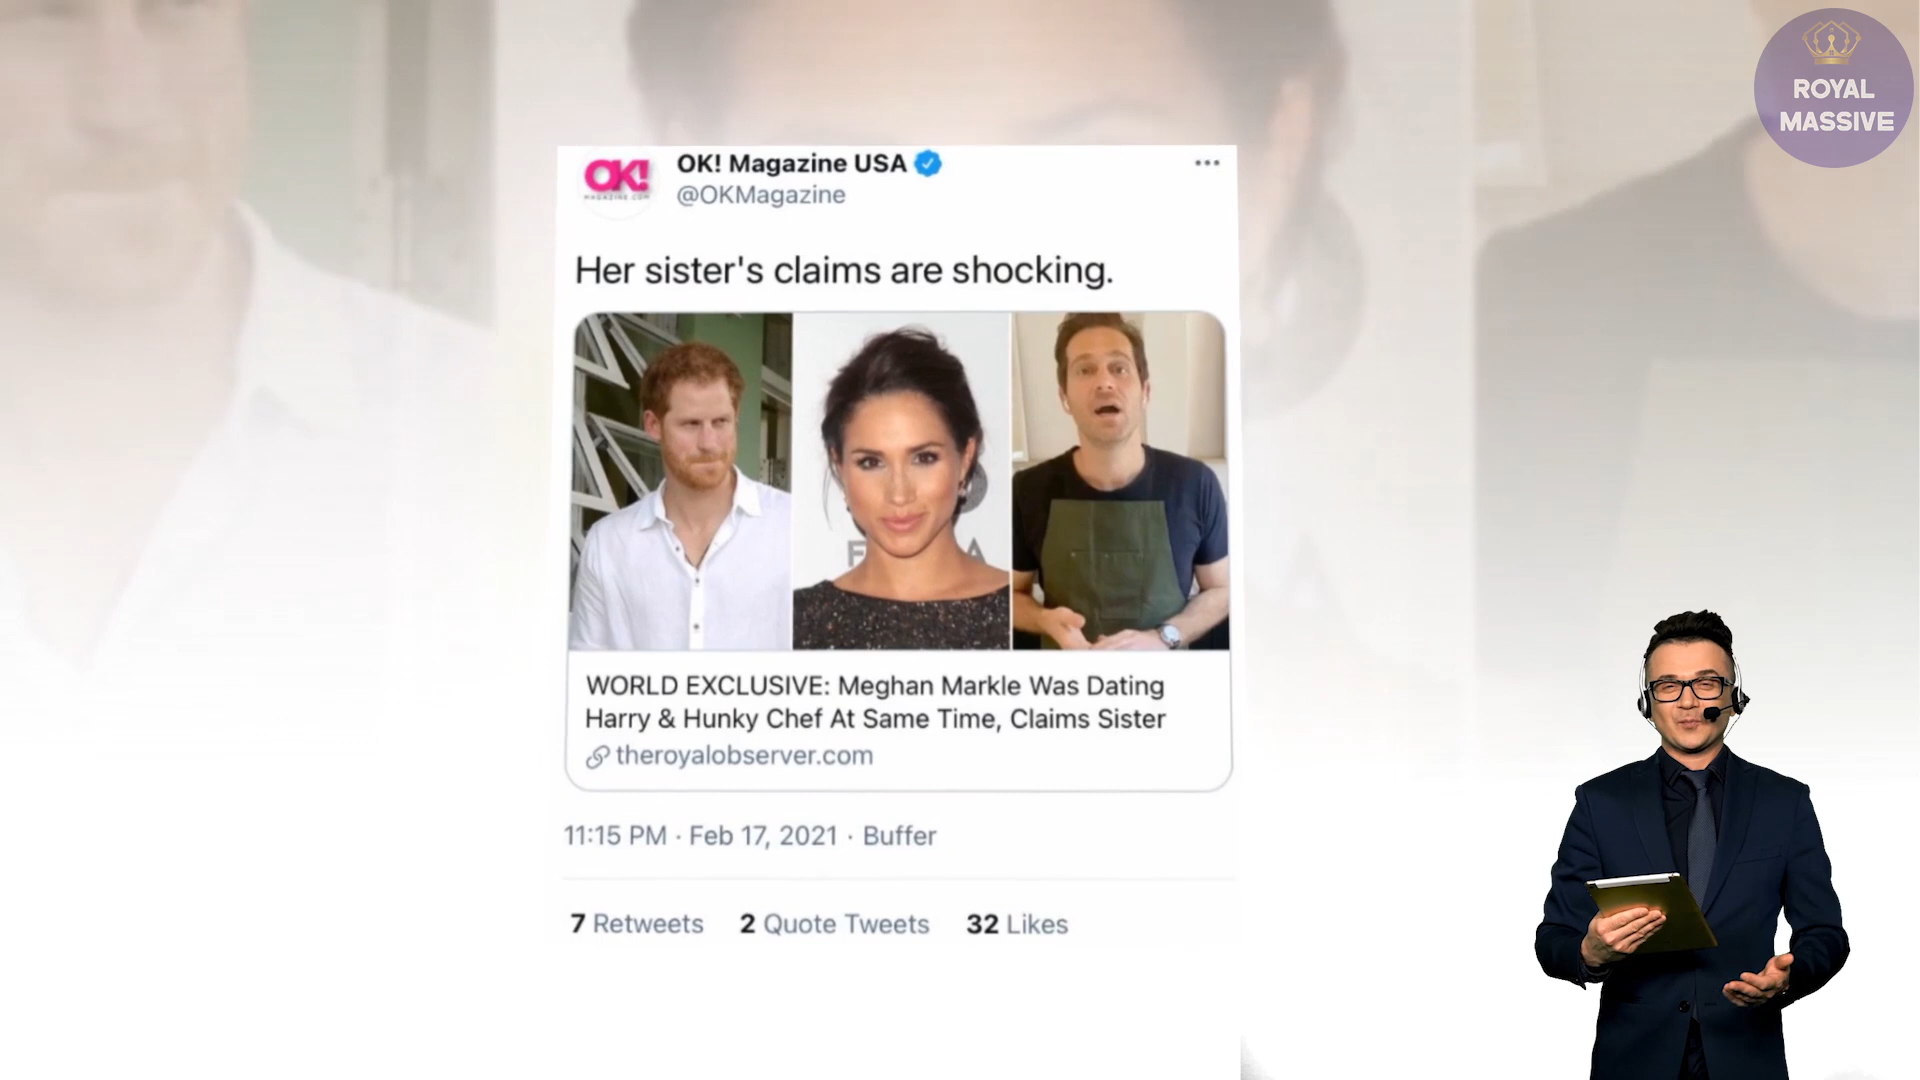 ROYAL
MASSIVE
OK!
MAGAZINE.COM
OK! Magazine USA
@OKMagazine
Her sister's claims are shocking.
WORLD EXCLUSIVE: Meghan Markle Was Dating
Harry & Hunky Chef At Same Time, Claims Sister
theroyalobserver.com
11:15 PM · Feb 17, 2021 · Buffer
7 Retweets 2 Quote Tweets 32 Likes